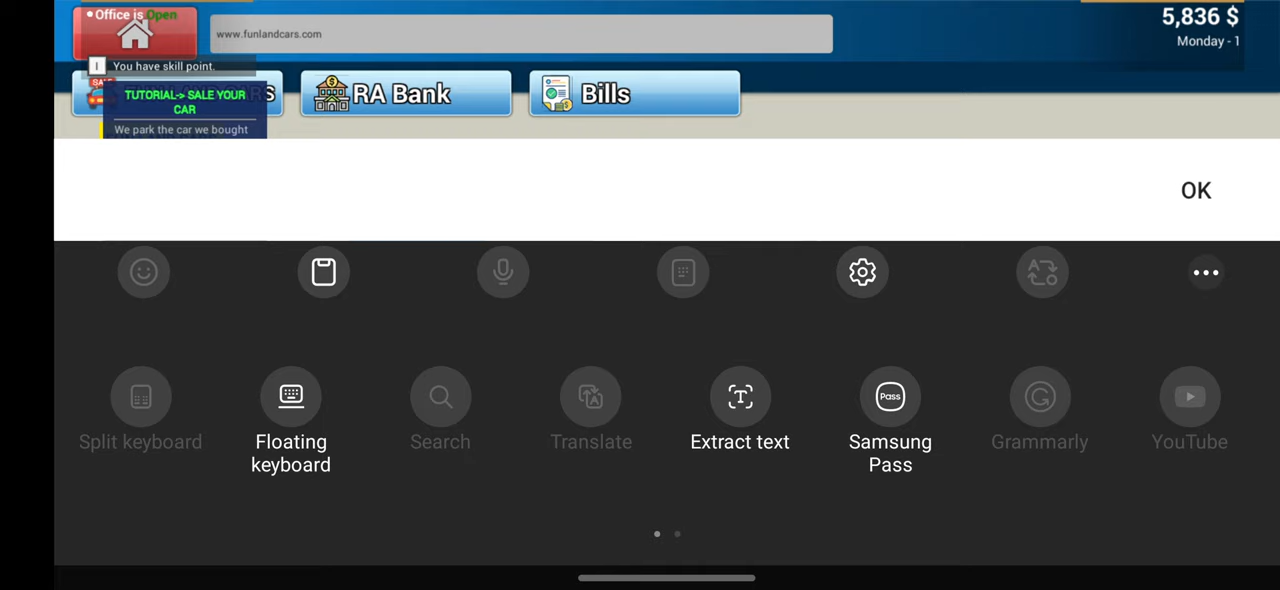 Office is Open
www.funlandcars.com
5,836 $
Monday - 1
I You have skill point.
SALE
S
RA Bank
Bills
TUTORIAL-> SALE YOUR
CAR
We park the car we bought
OK
Split keyboard
Floating
keyboard
Search
Translate
Extract text
Pass
Samsung
Pass
Grammarly
YouTube